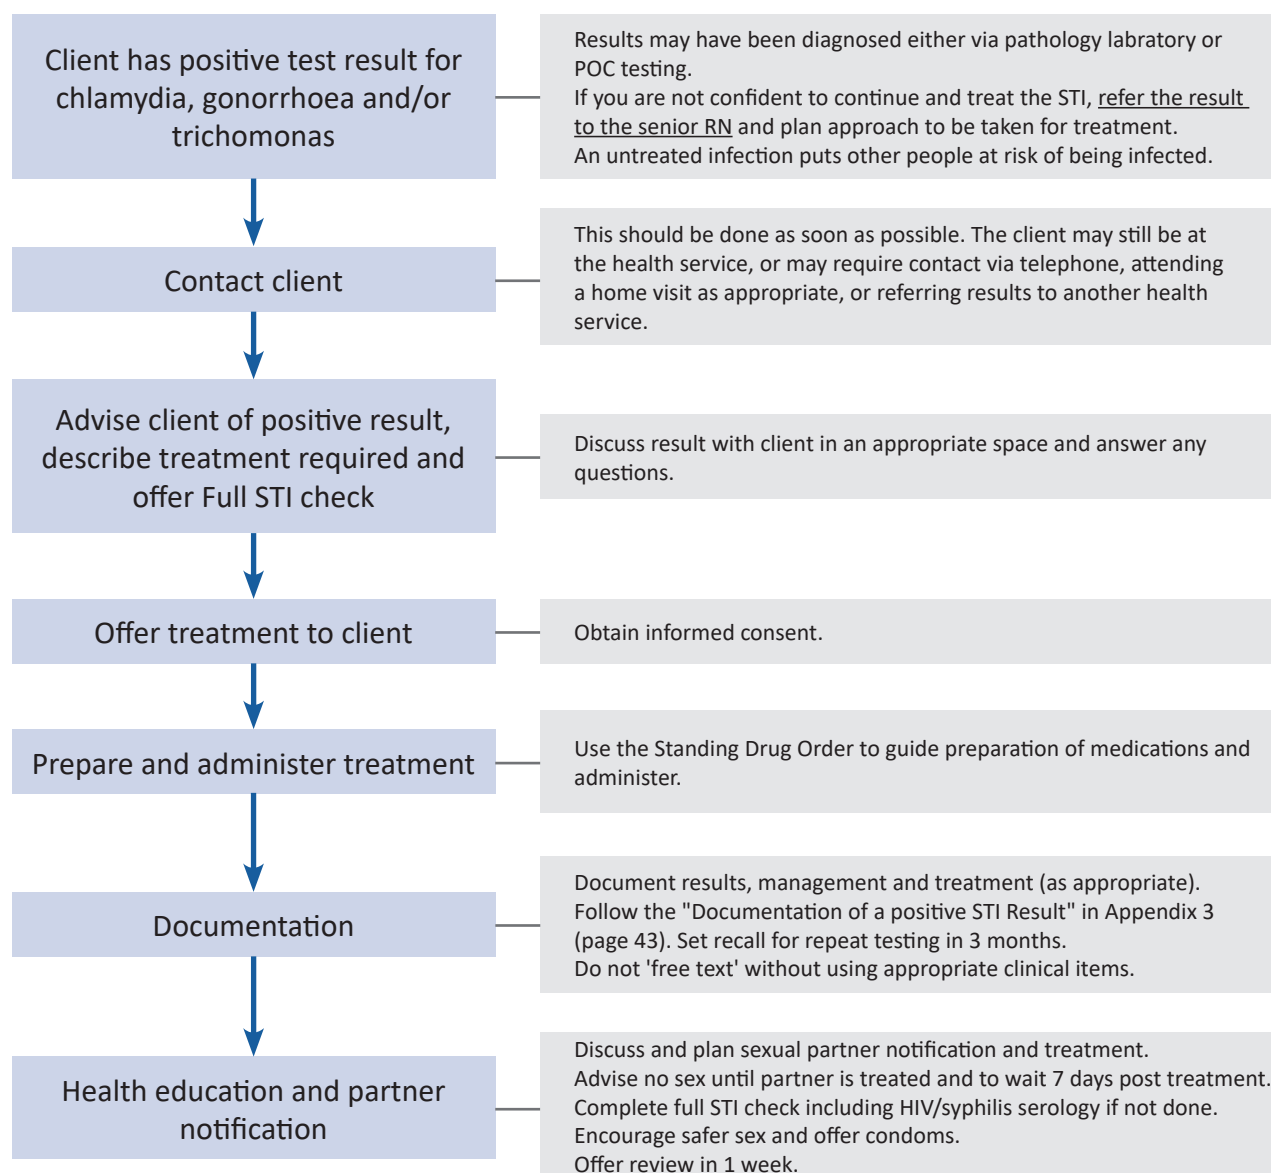 Client has positive test result for
chlamydia, gonorrhoea and/or
trichomonas
Results may have been diagnosed either via pathology labratory or
POC testing.
If you are not confident to continue and treat the STI, refer the result
to the senior RN and plan approach to be taken for treatment.
An untreated infection puts other people at risk of being infected.
Contact client
This should be done as soon as possible. The client may still be at
the health service, or may require contact via telephone, attending
a home visit as appropriate, or referring results to another health
service.
Advise client of positive result,
describe treatment required and
offer Full STI check
Discuss result with client in an appropriate space and answer any
questions.
Offer treatment to client
Obtain informed consent.
Prepare and administer treatment
Use the Standing Drug Order to guide preparation of medications and
administer.
Documentation
Document results, management and treatment (as appropriate).
Follow the "Documentation of a positive STI Result" in Appendix 3
(page 43). Set recall for repeat testing in 3 months.
Do not 'free text' without using appropriate clinical items.
Health education and partner
notification
Discuss and plan sexual partner notification and treatment.
Advise no sex until partner is treated and to wait 7 days post treatment.
Complete full STI check including HIV/syphilis serology if not done.
Encourage safer sex and offer condoms.
Offer review in 1 week.